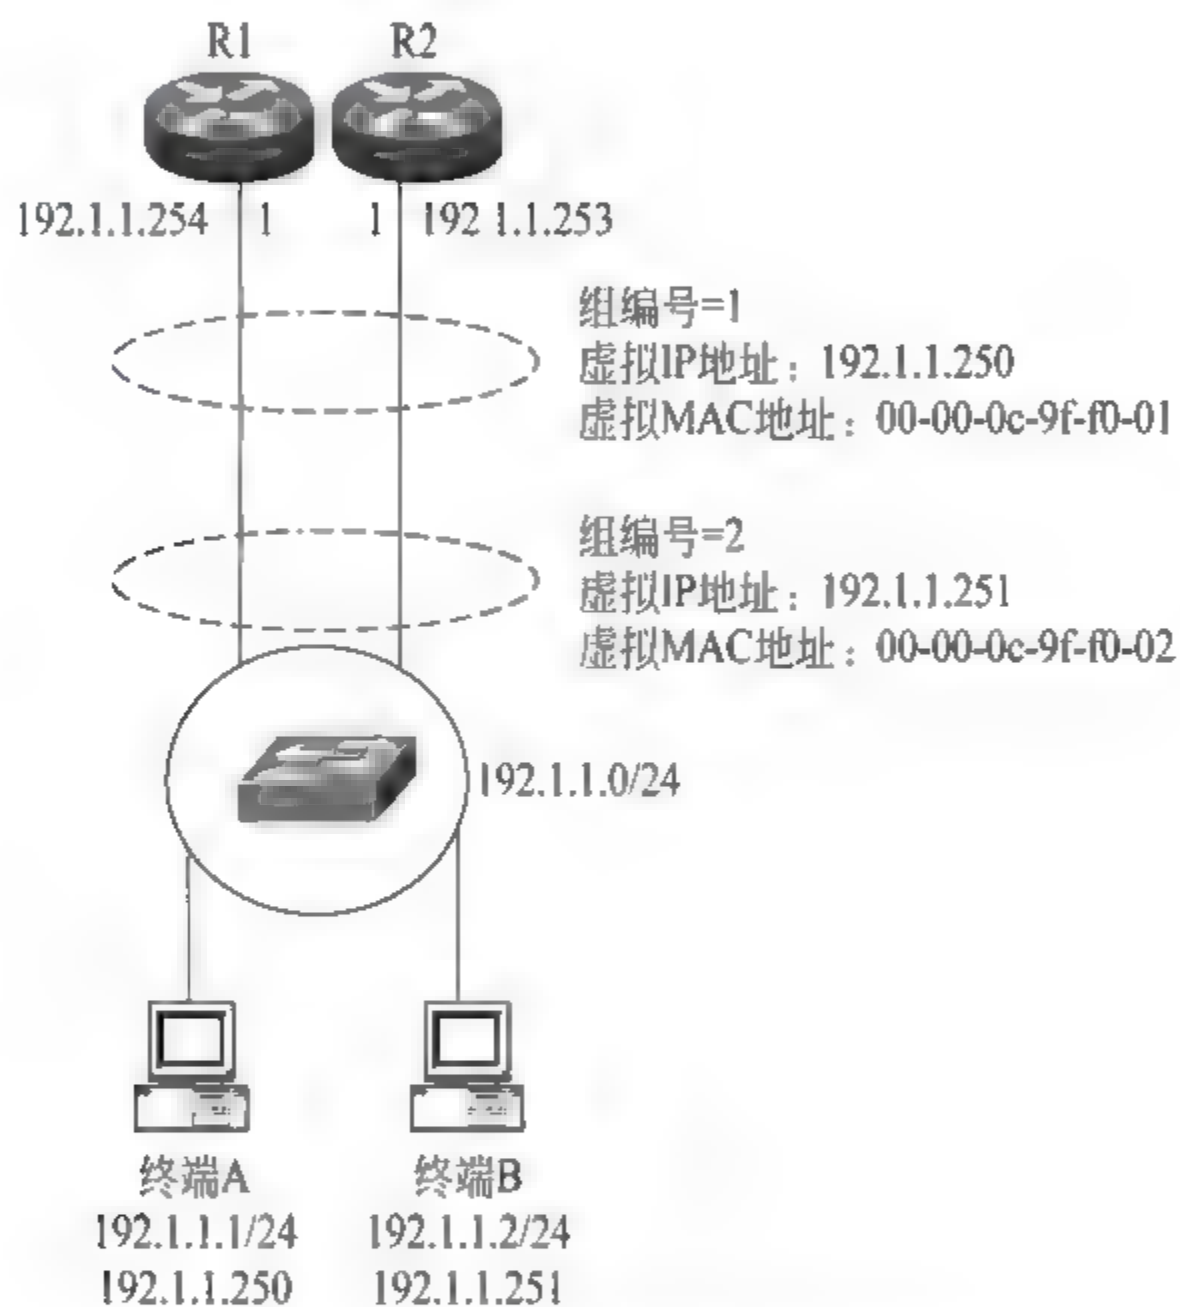 R1 R2
192.1.1.254 1 1 192 1.1.253
组编号=1
虚拟IP地址：192.1.1.250
虚拟MAC地址：00-00-0c-9f-f0-01
组编号=2
虚拟IP地址：192.1.1.251
虚拟MAC地址：00-00-0c-9f-f0-02
192.1.1.0/24
终端A 终端B
192.1.1.1/24 192.1.1.2/24
192.1.1.250 192.1.1.251